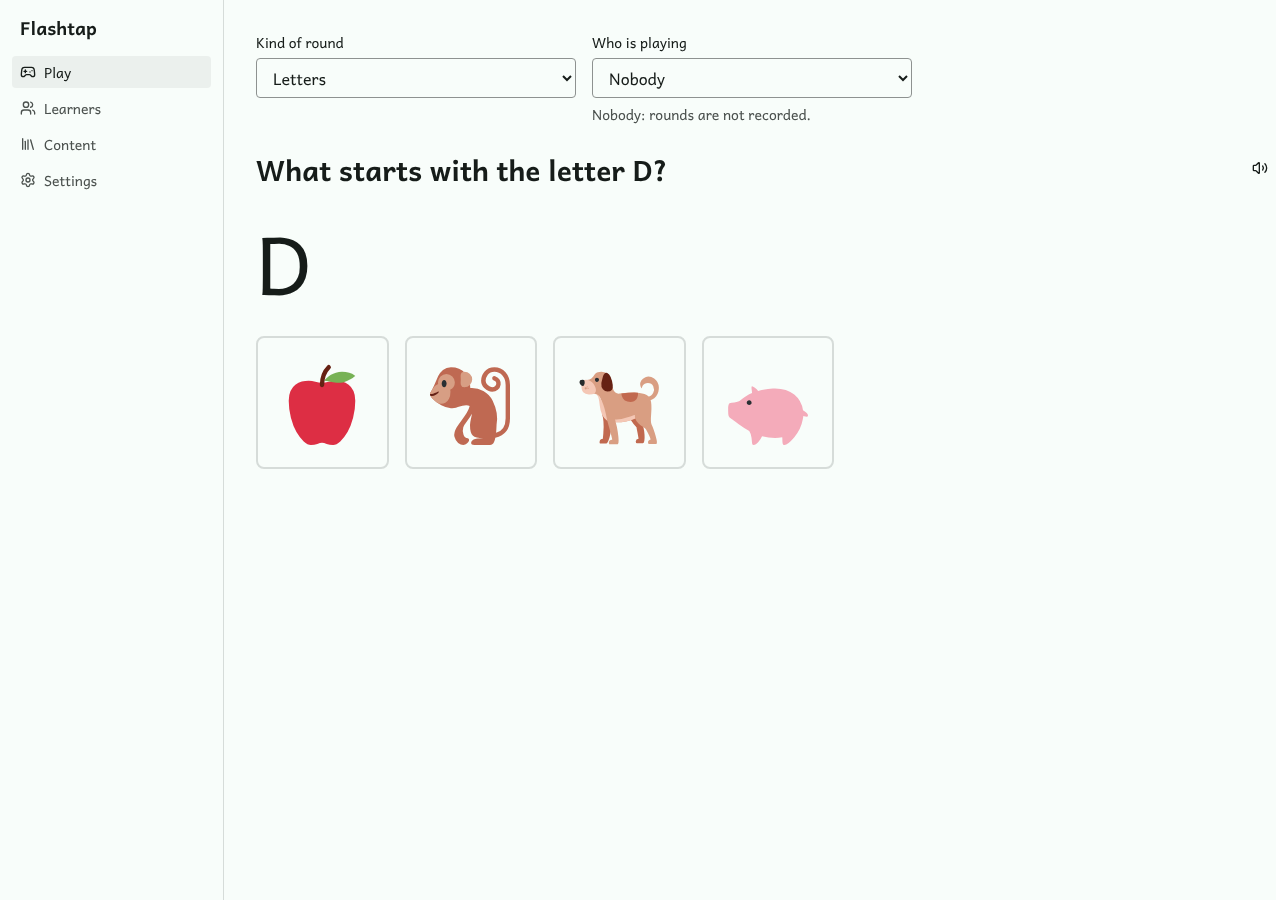 Flashtap
Play
Learners
Content
Settings
Kind of round
Letters
Who is playing
Nobody
Nobody: rounds are not recorded.
What starts with the letter D?
D